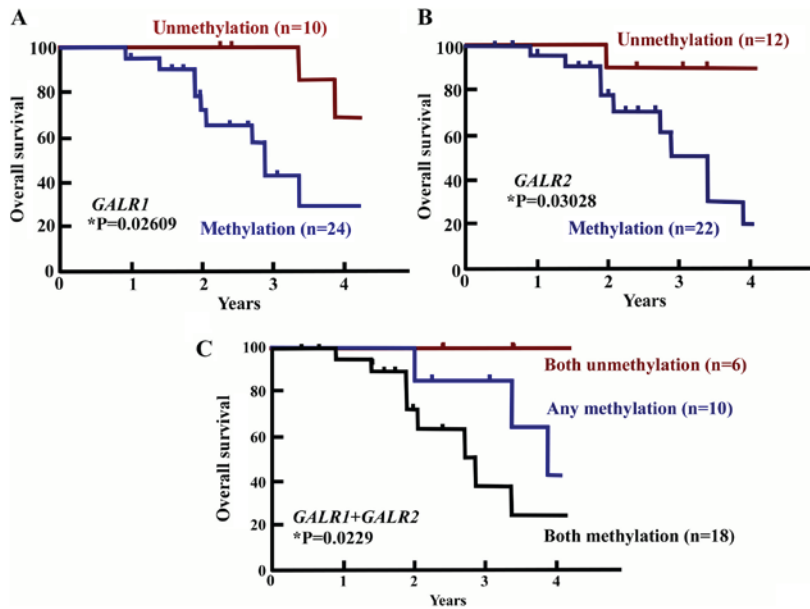 A
Unmethylation (n=10)
100
80
60
40
20
0
Overall survival
GALR1
*P=0.02609
Methylation (n=24)
0
1
2
3
4
Years
B
Unmethylation (n=12)
100
80
60
40
20
0
Overall survival
GALR2
*P=0.03028
Methylation (n=22)
0
1
2
3
4
Years
C
Both unmethylation (n=6)
Any methylation (n=10)
100
80
60
40
20
0
Overall survival
GALR1+GALR2
*P=0.0229
Both methylation (n=18)
0
1
2
3
4
Years